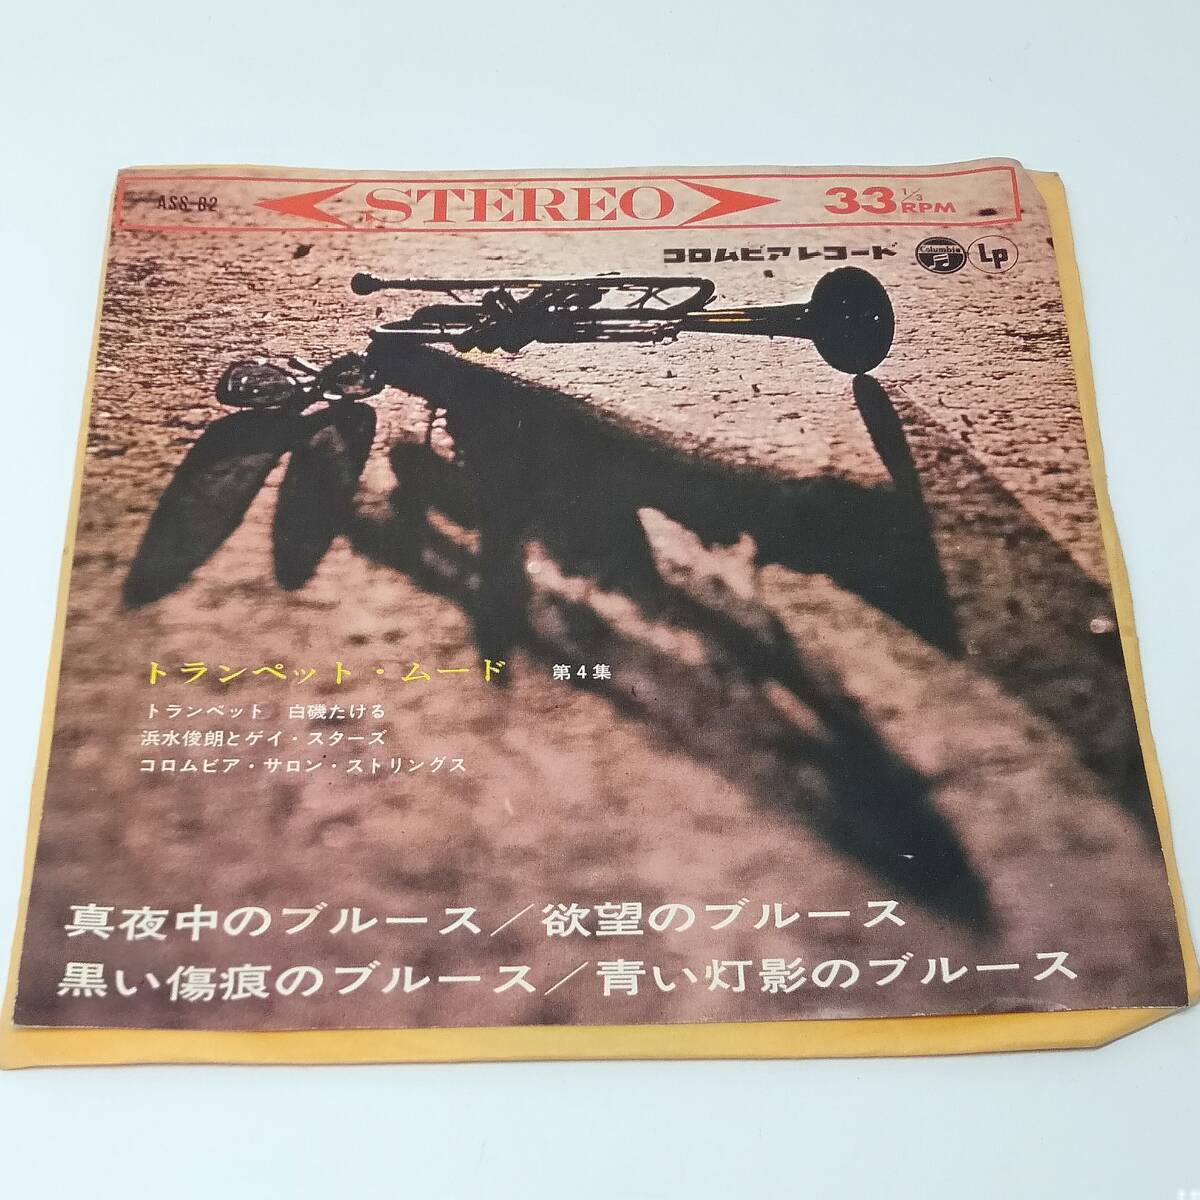 ASS-82 STEREO 33 1/3 RPM
コロムビアレコード Columbia Lp
トランペット・ムード 第4集
トランペット 白磯たける
浜水俊朗とゲイ・スターズ
コロムビア・サロン・ストリングス
真夜中のブルース/欲望のブルース
黒い傷痕のブルース/青い灯影のブルース